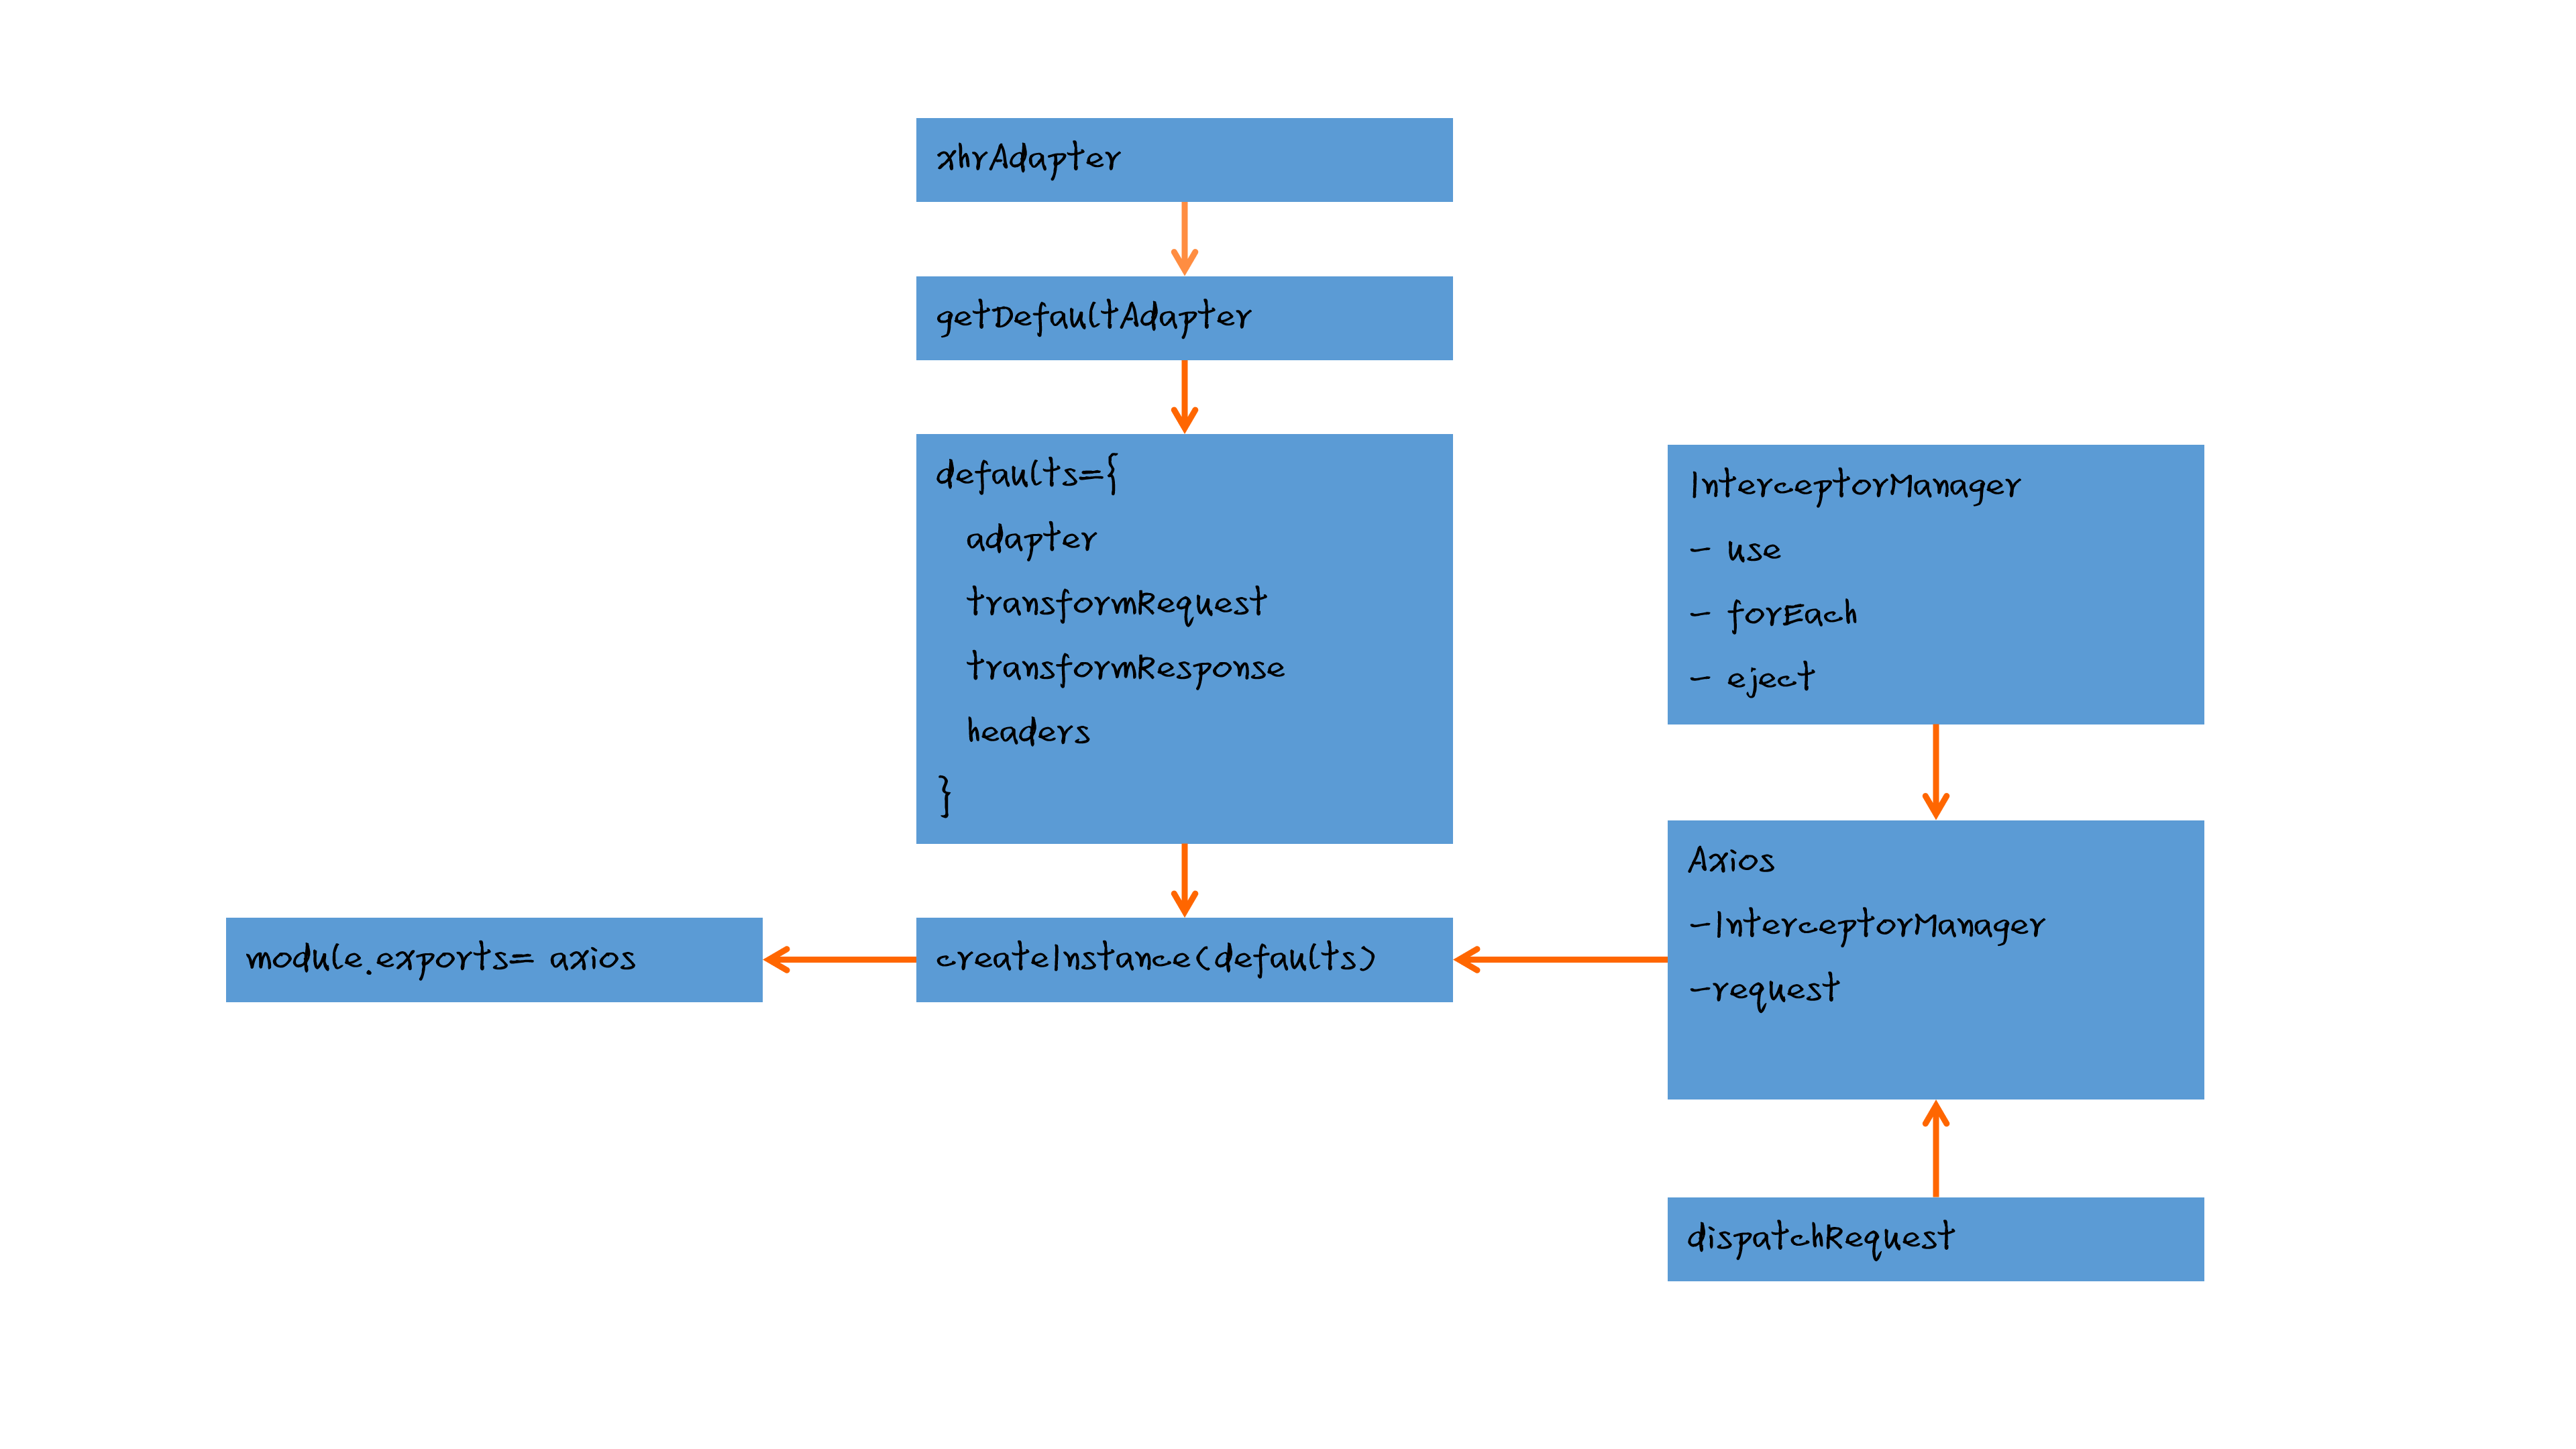 xhrAdapter
getDefaultAdapter
defaults={
adapter
transformRequest
transformResponse
headers
}
InterceptorManager
- use
- forEach
- eject
Axios
-InterceptorManager
-request
module.exports= axios
createInstance(defaults)
dispatchRequest